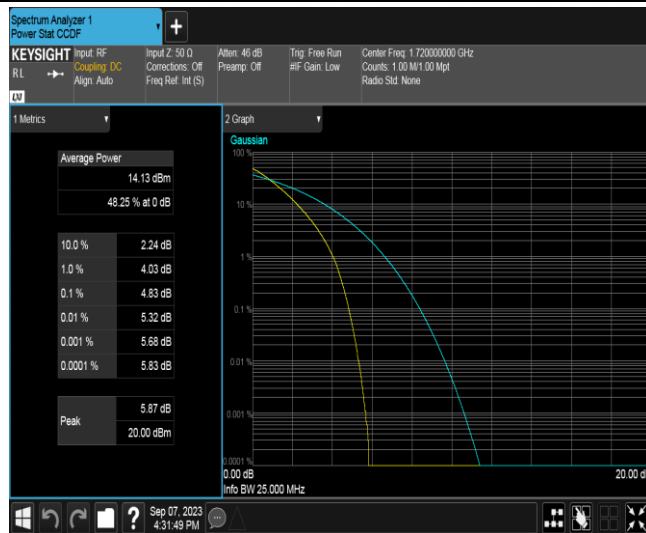 Spectrum Analyzer 1
Power Stat CCDF
+
KEYSIGHT
RL
LXI
Input: RF
Coupling: DC
Align: Auto
Input Z: 50 Ω
Corrections: Off
Freq Ref: Int (S)
Atten: 46 dB
Preamp: Off
Trig: Free Run
#IF Gain: Low
Center Freq: 1.720000000 GHz
Counts: 1.00 M/1.00 Mpt
Radio Std: None
1 Metrics
Average Power
14.13 dBm
48.25 % at 0 dB
10.0 % 2.24 dB
1.0 % 4.03 dB
0.1 % 4.83 dB
0.01 % 5.32 dB
0.001 % 5.68 dB
0.0001 % 5.83 dB
Peak
5.87 dB
20.00 dBm
2 Graph
Gaussian
100 %
10 %
1 %
0.1 %
0.01 %
0.001 %
0.0001 %
0.00 dB
20.00 d
Info BW 25.000 MHz
?
Sep 07, 2023
4:31:49 PM